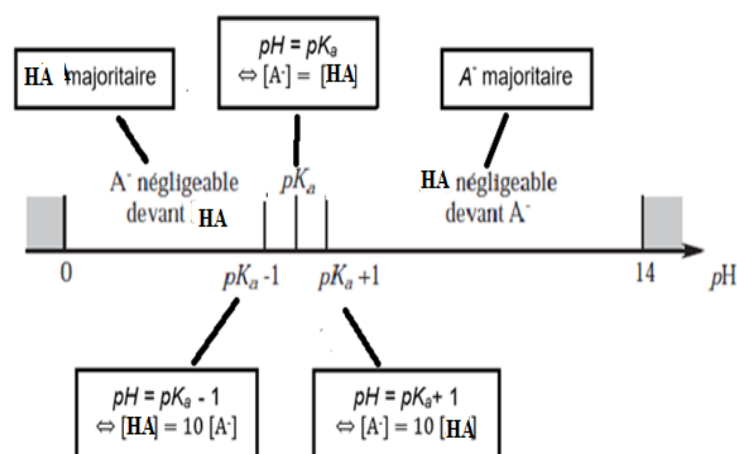 HA majoritaire
pH = pKa
⇔ [A-] = [HA]
A- majoritaire
A- négligeable
devant HA
pKa
HA négligeable
devant A-
0
pKa -1
pKa +1
14
pH
pH = pKa - 1
⇔ [HA] = 10 [A-]
pH = pKa+ 1
⇔ [A-] = 10 [HA]